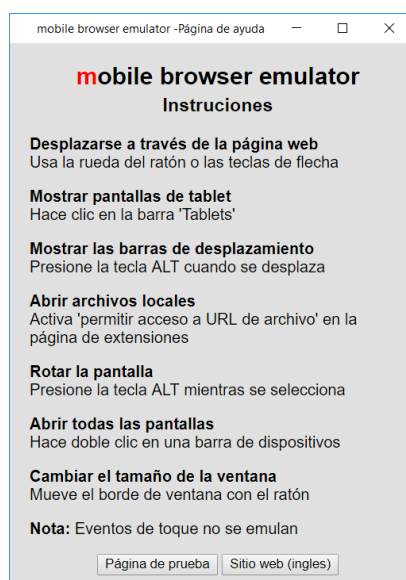 mobile browser emulator -Página de ayuda
mobile browser emulator
Instruciones
Desplazarse a través de la página web
Usa la rueda del ratón o las teclas de flecha
Mostrar pantallas de tablet
Hace clic en la barra 'Tablets'
Mostrar las barras de desplazamiento
Presione la tecla ALT cuando se desplaza
Abrir archivos locales
Activa 'permitir acceso a URL de archivo' en la
página de extensiones
Rotar la pantalla
Presione la tecla ALT mientras se selecciona
Abrir todas las pantallas
Hace doble clic en una barra de dispositivos
Cambiar el tamaño de la ventana
Mueve el borde de ventana con el ratón
Nota: Eventos de toque no se emulan
Página de prueba Sitio web (ingles)